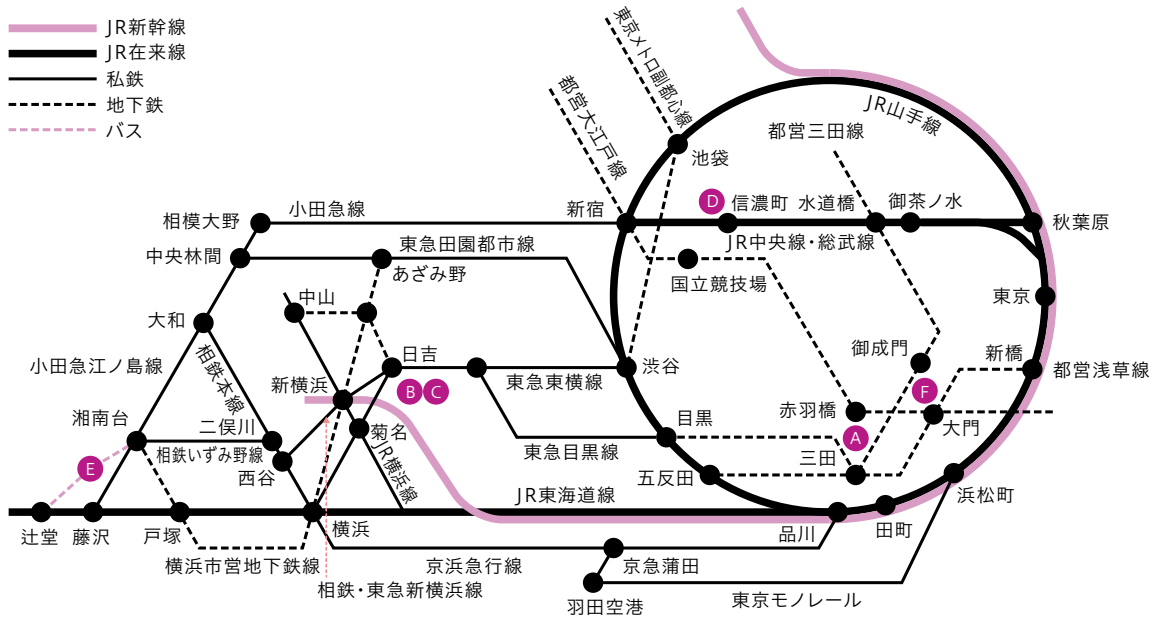 JR新幹線
JR在来線
私鉄
地下鉄
バス
東京メトロ副都心線
都営大江戸線
JR山手線
都営三田線
池袋
D
信濃町
水道橋
御茶ノ水
秋葉原
相模大野
小田急線
新宿
JR中央線・総武線
中央林間
東急田園都市線
あざみ野
国立競技場
中山
東京
大和
小田急江ノ島線
相鉄本線
日吉
B
C
東急東横線
渋谷
御成門
新橋
都営浅草線
新横浜
F
赤羽橋
大門
湘南台
二俣川
菊名
目黒
A
相鉄いずみ野線
西谷
JR横浜線
東急目黒線
三田
E
五反田
JR東海道線
浜松町
辻堂
藤沢
戸塚
横浜
品川
田町
横浜市営地下鉄線
京浜急行線
京急蒲田
相鉄・東急新横浜線
羽田空港
東京モノレール